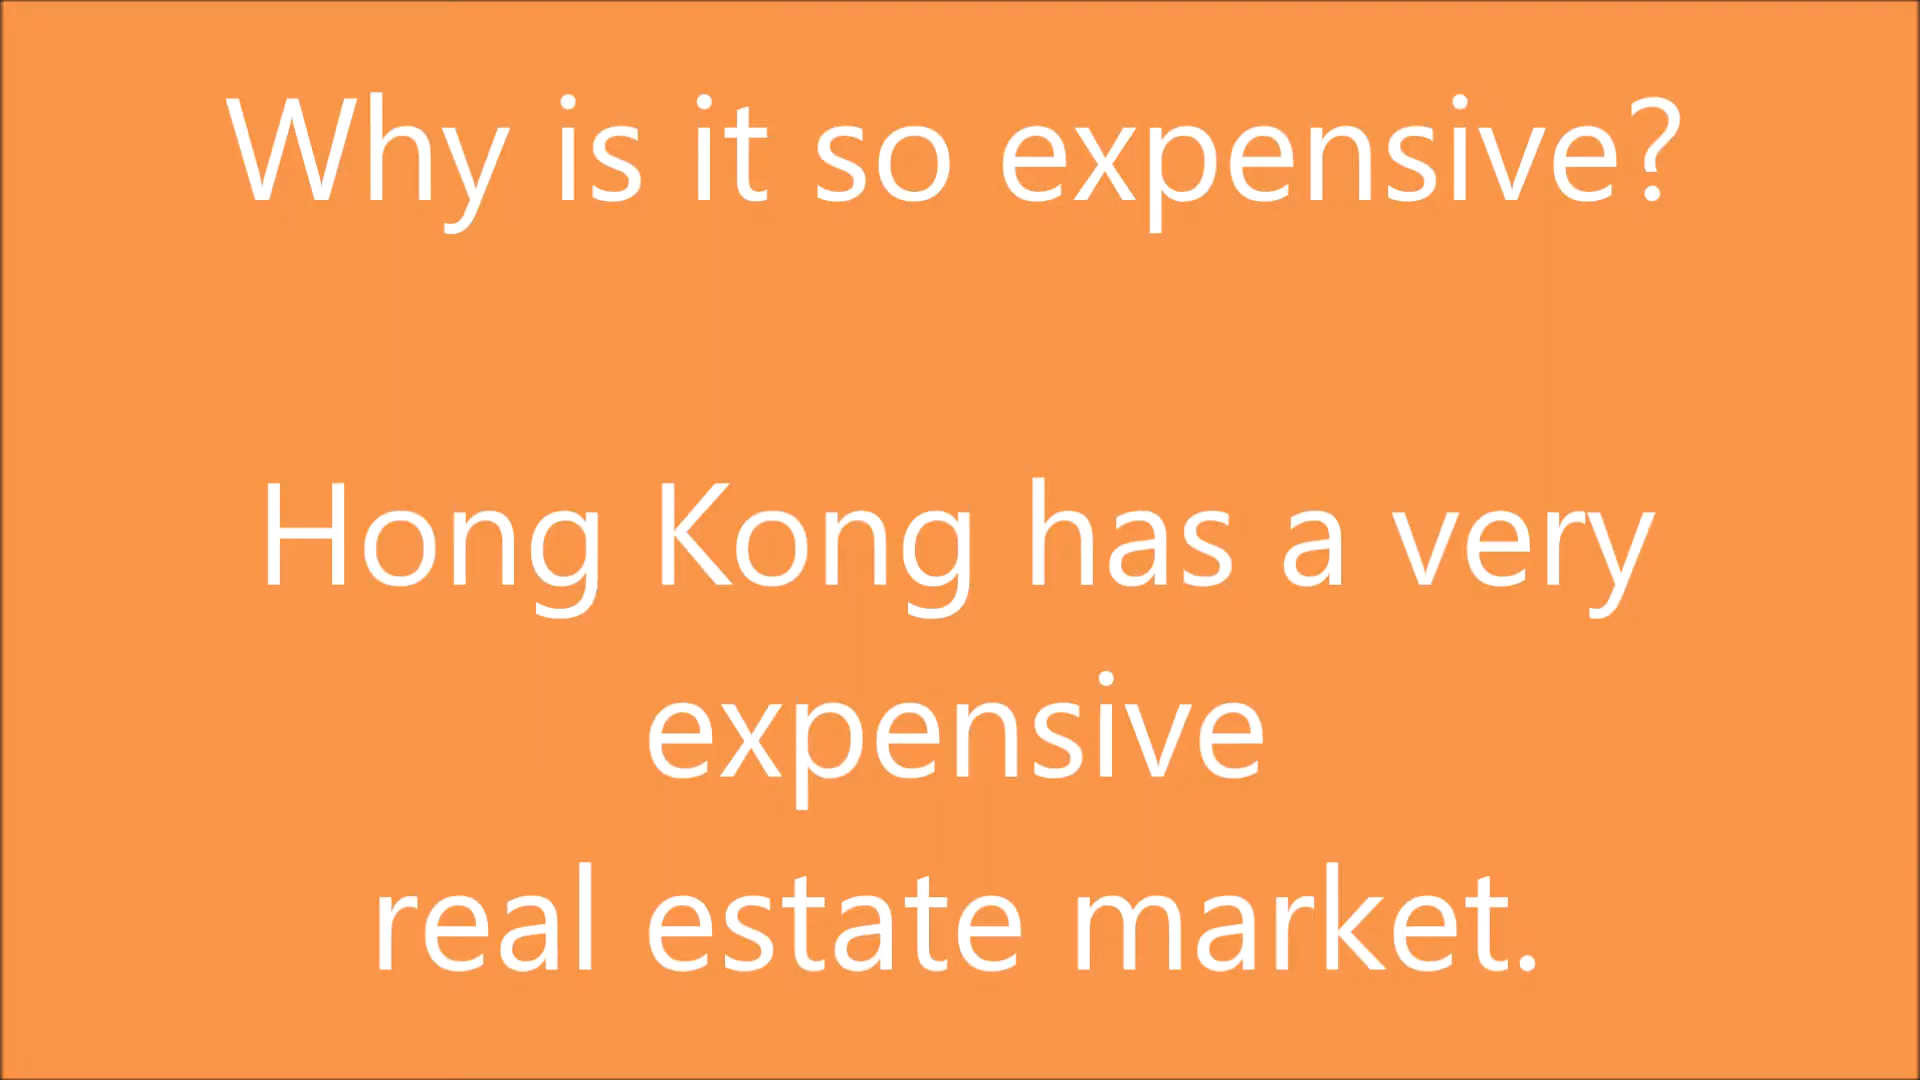 Why is it so expensive?
Hong Kong has a very
expensive
real estate market.